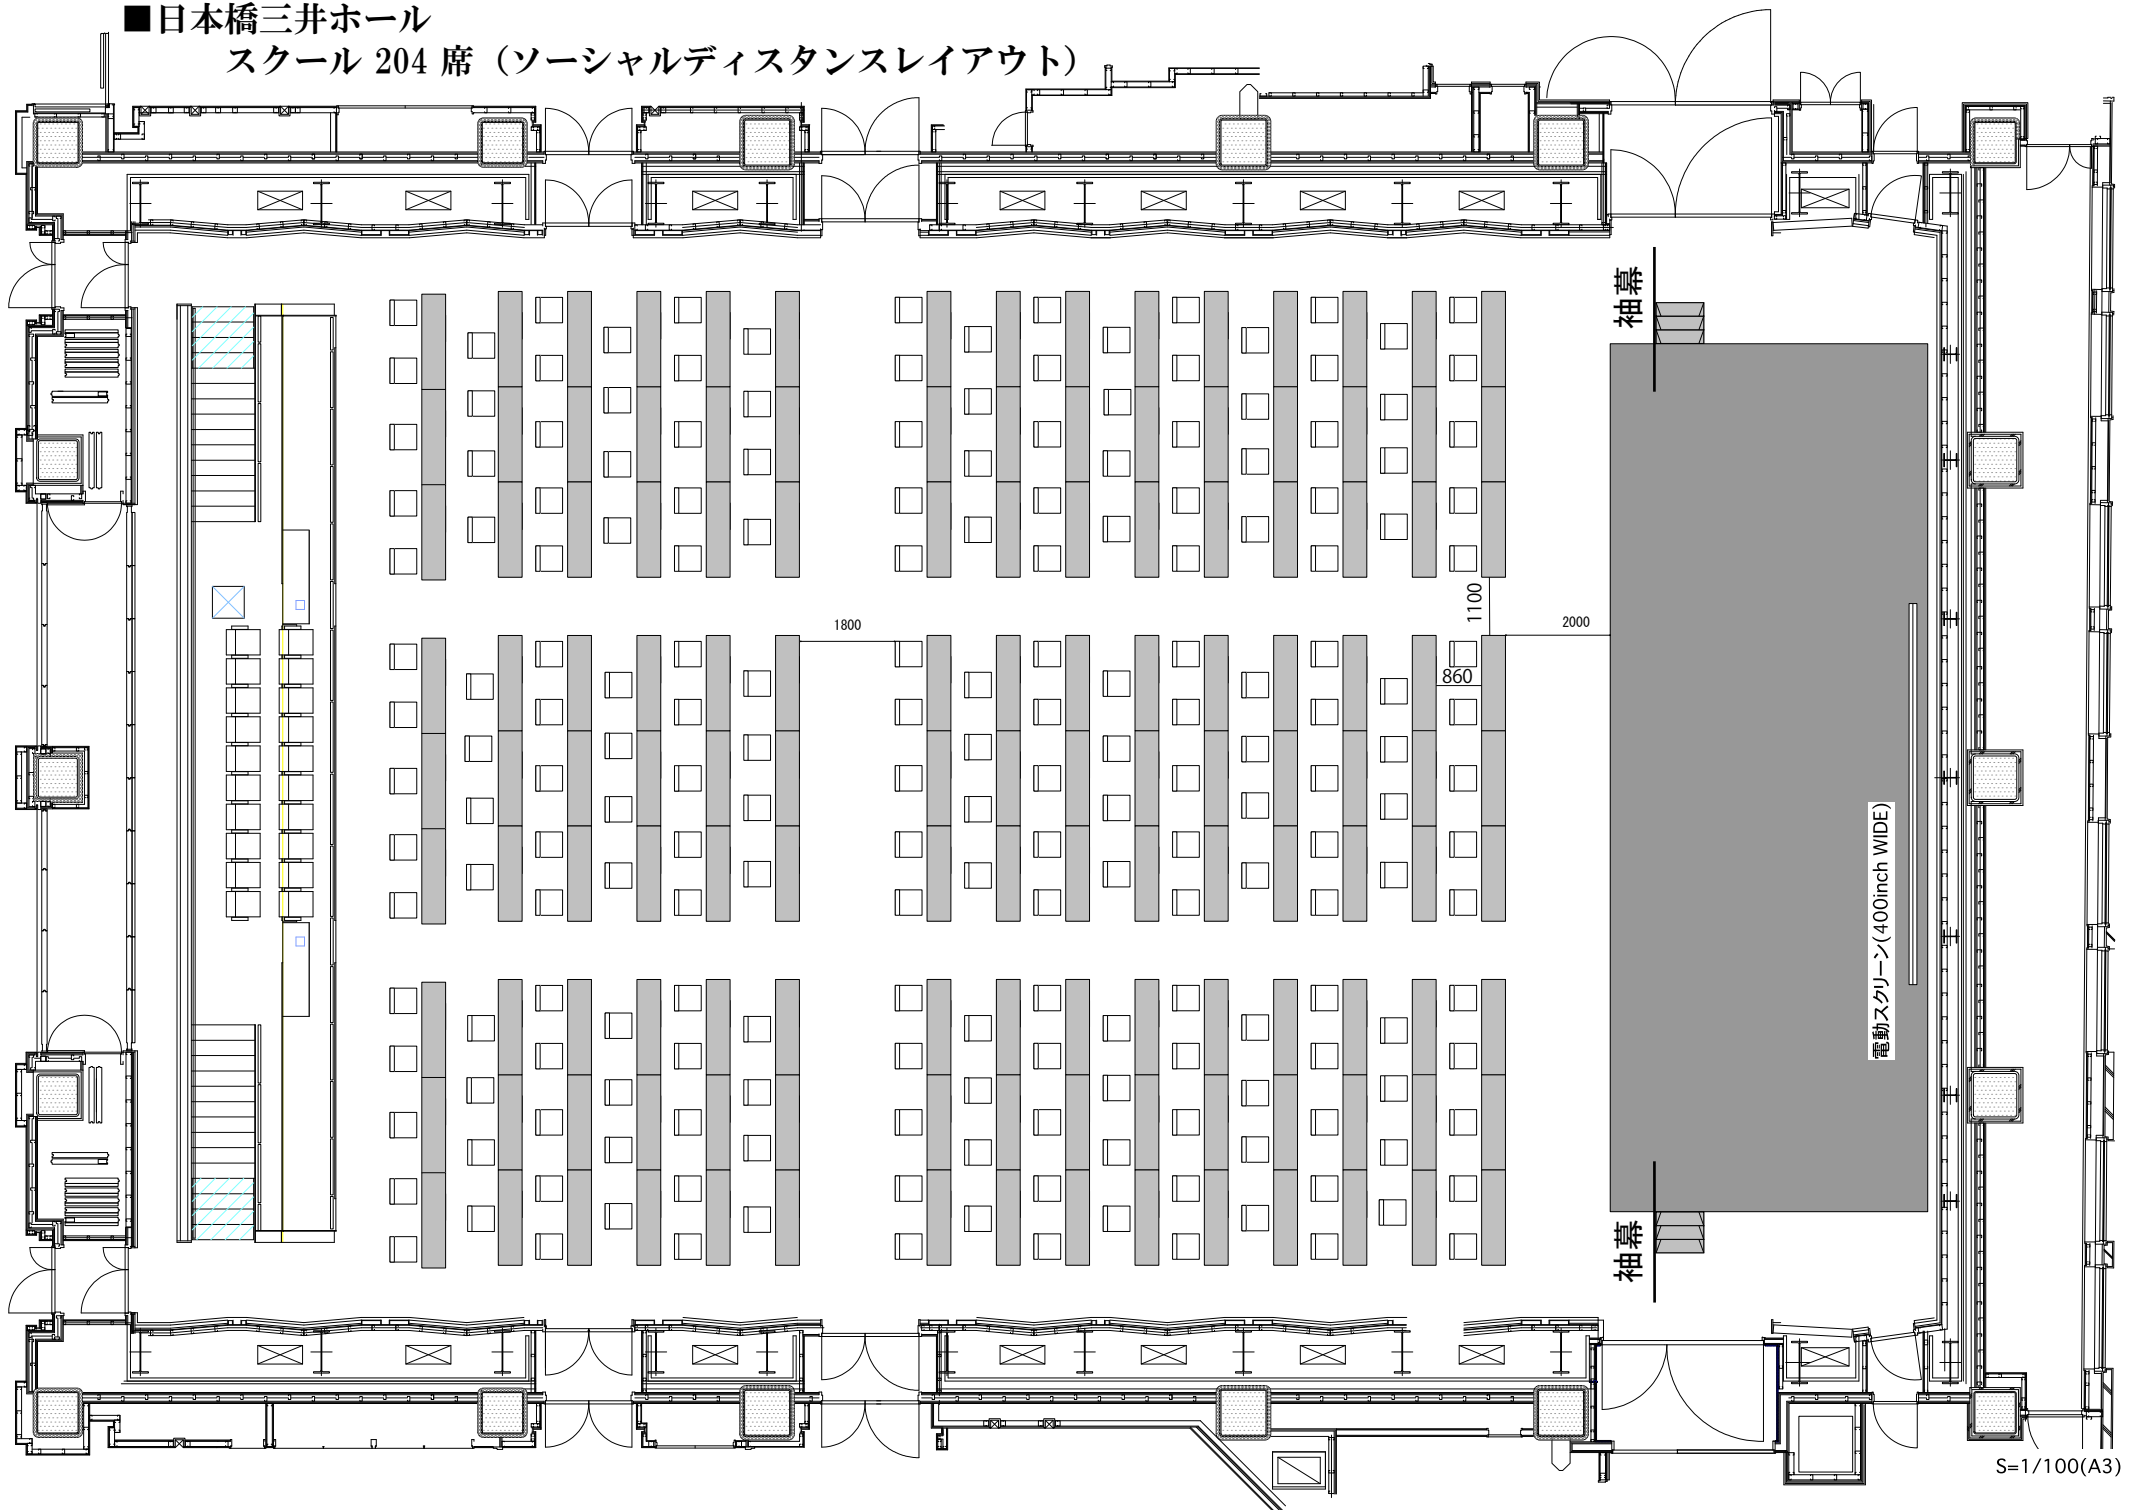 ■日本橋三井ホール
スクール 204 席（ソーシャルディスタンスレイアウト）
袖幕
1100
1800
2000
860
電動スクリーン(400inch WIDE)
袖幕
S=1/100(A3)